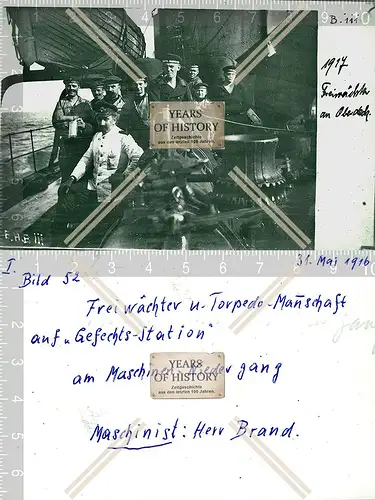 B. III
1917
Freiwächter
an Oberdeck.
YEARS
OF HISTORY
Zeitgeschichte
aus den letzten 100 Jahren.
E.H.B. III
I.
31. Mai 1916
Bild 52
Freiwächter u. Torpedo-Mañschaft
auf „Gefechts-Station"
am Maschinen gang
YEARS
OF HISTORY
Zeitgeschichte
aus den letzten 100 Jahren.
Maschinist: Herr Brand.